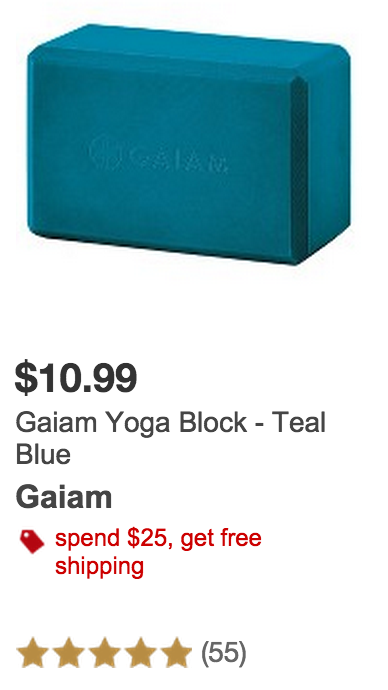 GAIAM
$10.99
Gaiam Yoga Block - Teal
Blue
Gaiam
spend $25, get free
shipping
(55)